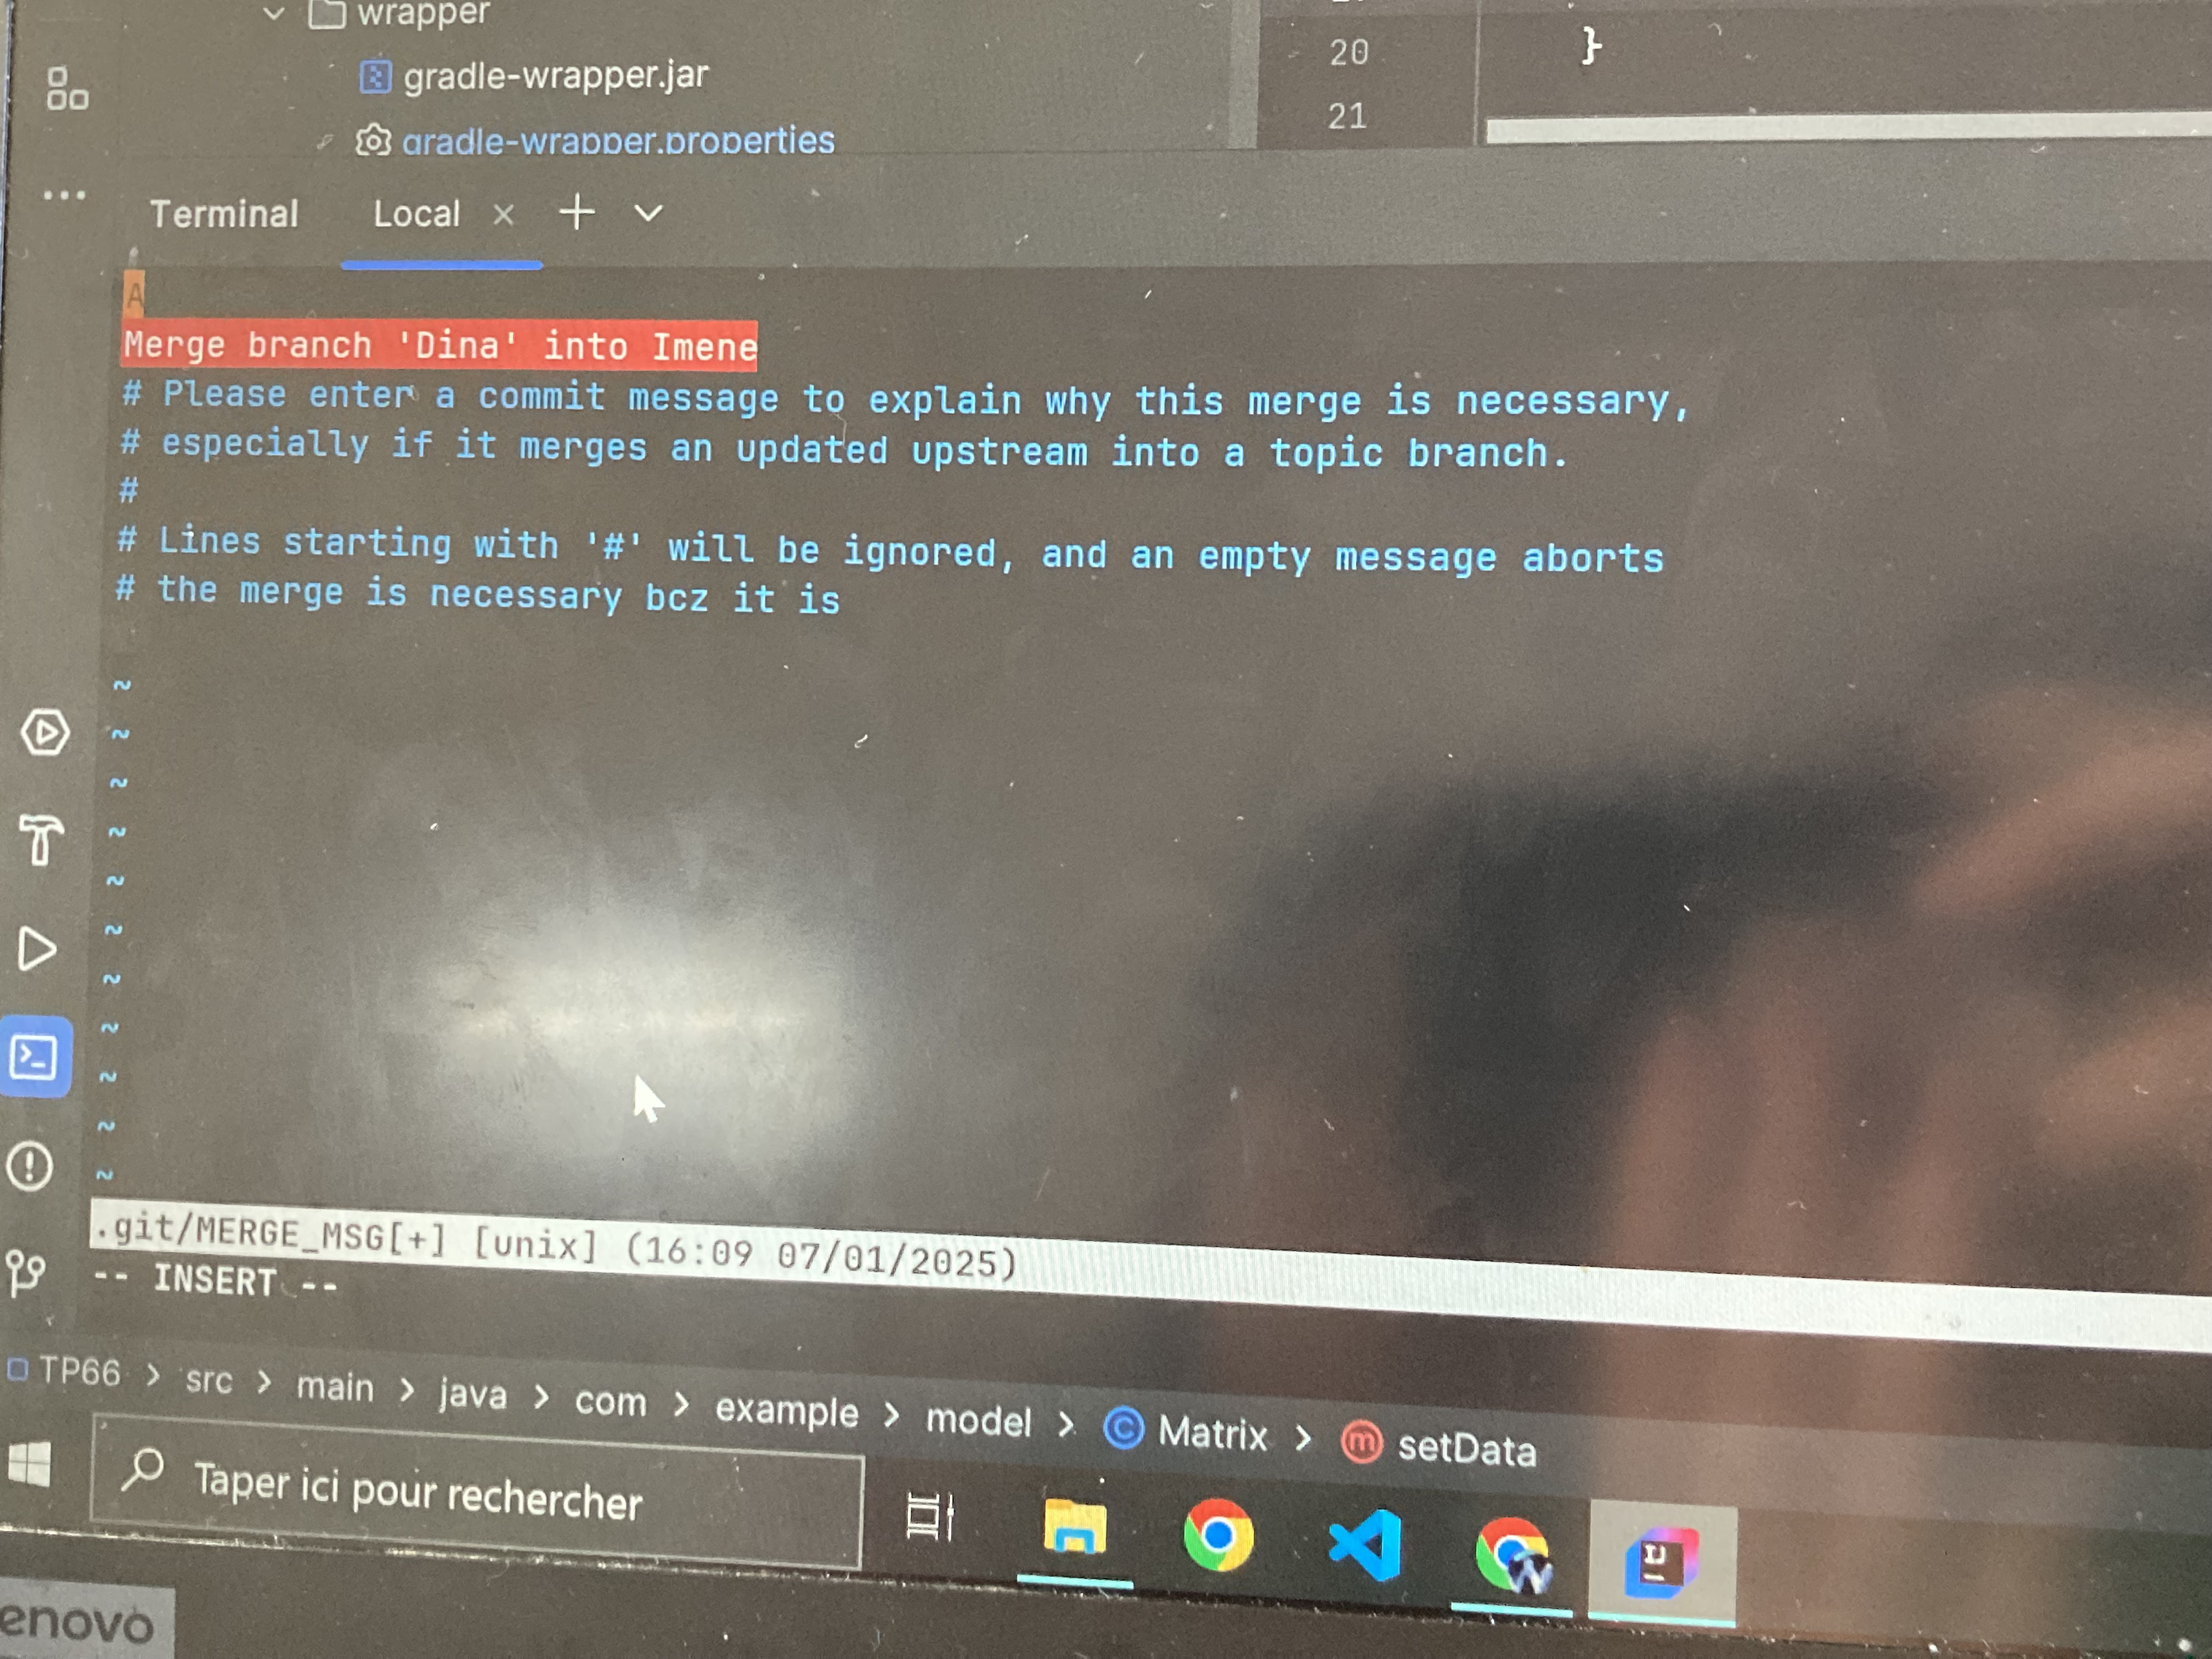 wrapper
gradle-wrapper.jar
gradle-wrapper.properties
20 }
21
Terminal Local
A
Merge branch 'Dina' into Imene
# Please enter a commit message to explain why this merge is necessary,
# especially if it merges an updated upstream into a topic branch.
#
# Lines starting with '#' will be ignored, and an empty message aborts
# the merge is necessary bcz it is
~
~
~
~
~
~
~
~
~
~
~
.git/MERGE_MSG[+] [unix] (16:09 07/01/2025)
-- INSERT --
TP66 > src > main > java > com > example > model > Matrix > setData
Taper ici pour rechercher
enovo